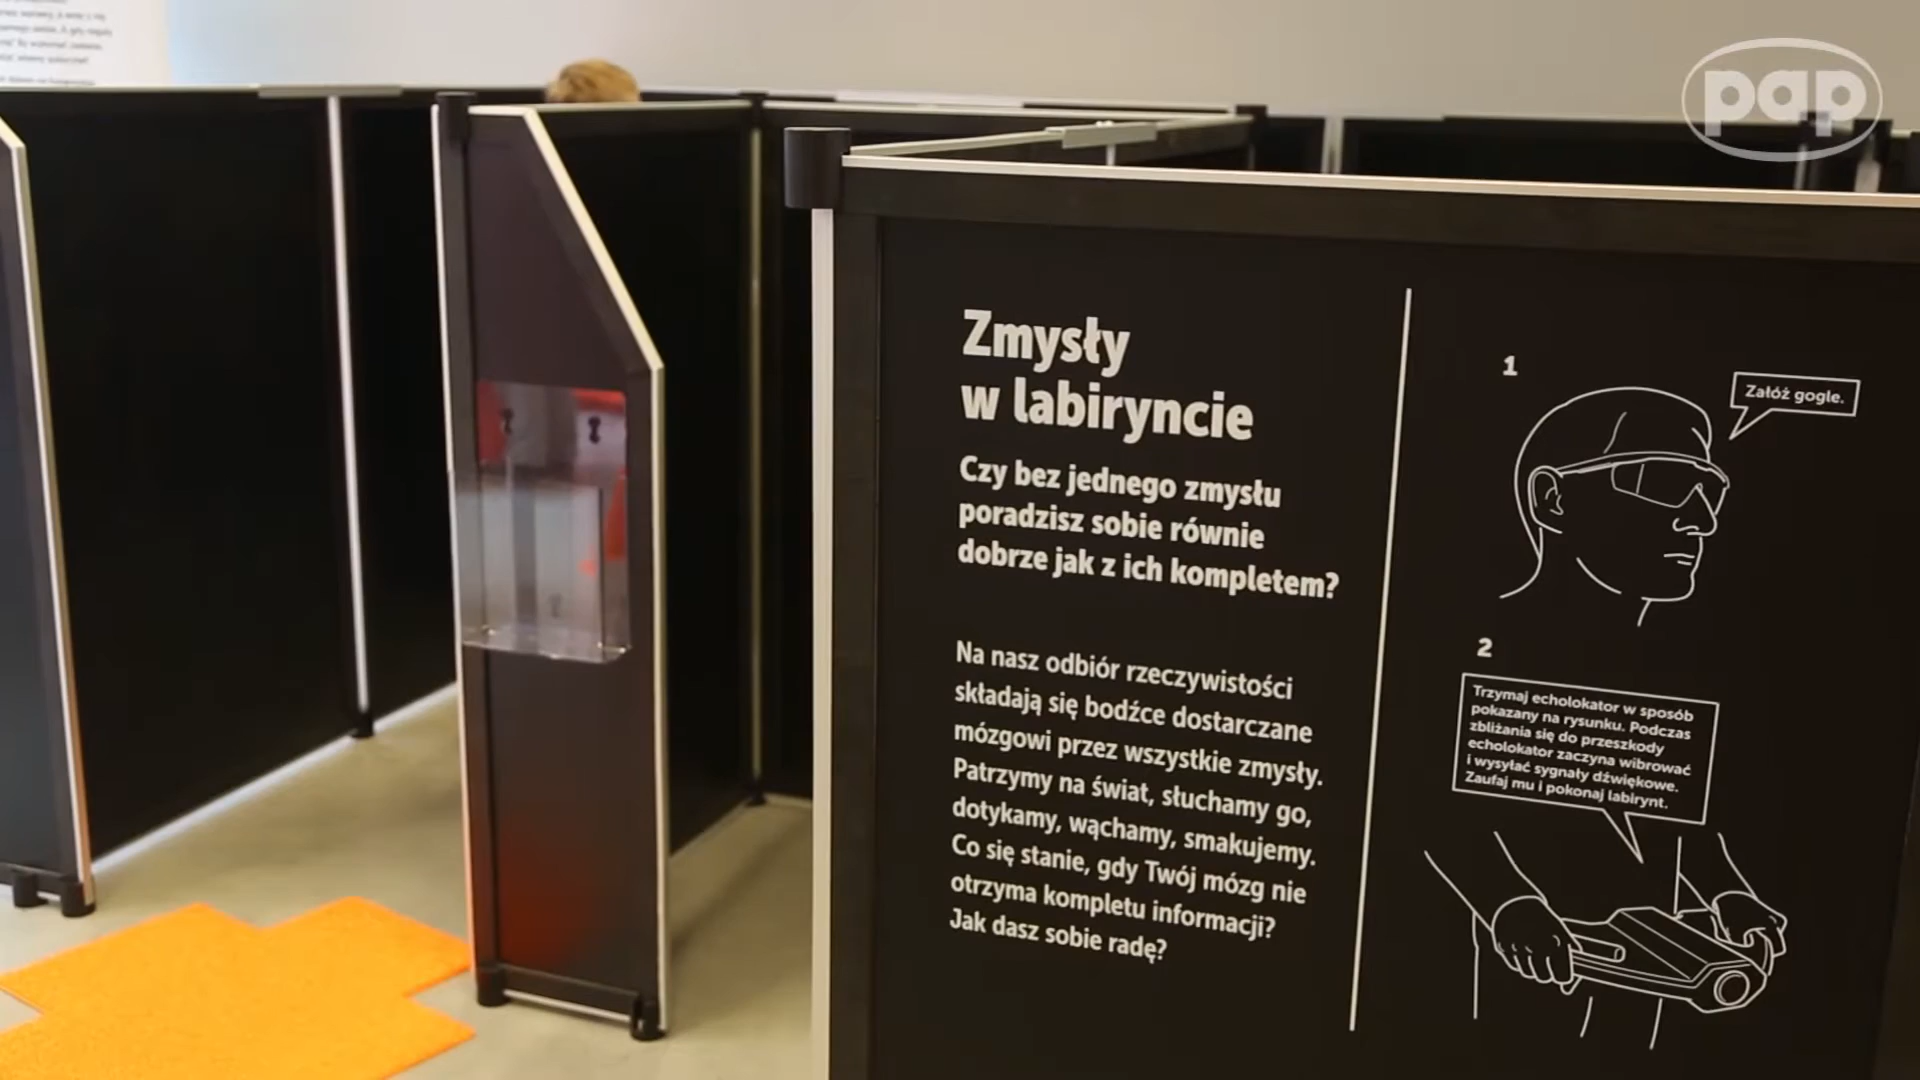 pap
Zmysły
w labiryncie
Czy bez jednego zmysłu
poradzisz sobie równie
dobrze jak z ich kompletem?
Na nasz odbiór rzeczywistości
składają się bodźce dostarczane
mózgowi przez wszystkie zmysły.
Patrzymy na świat, słuchamy go,
dotykamy, wąchamy, smakujemy.
Co się stanie, gdy Twój mózg nie
otrzyma kompletu informacji?
Jak dasz sobie radę?
1
Załóż gogle.
2
Trzymaj echolokator w sposób
pokazany na rysunku. Podczas
zbliżania się do przeszkody
echolokator zaczyna wibrować
i wysyłać sygnały dźwiękowe.
Zaufaj mu i pokonaj labirynt.